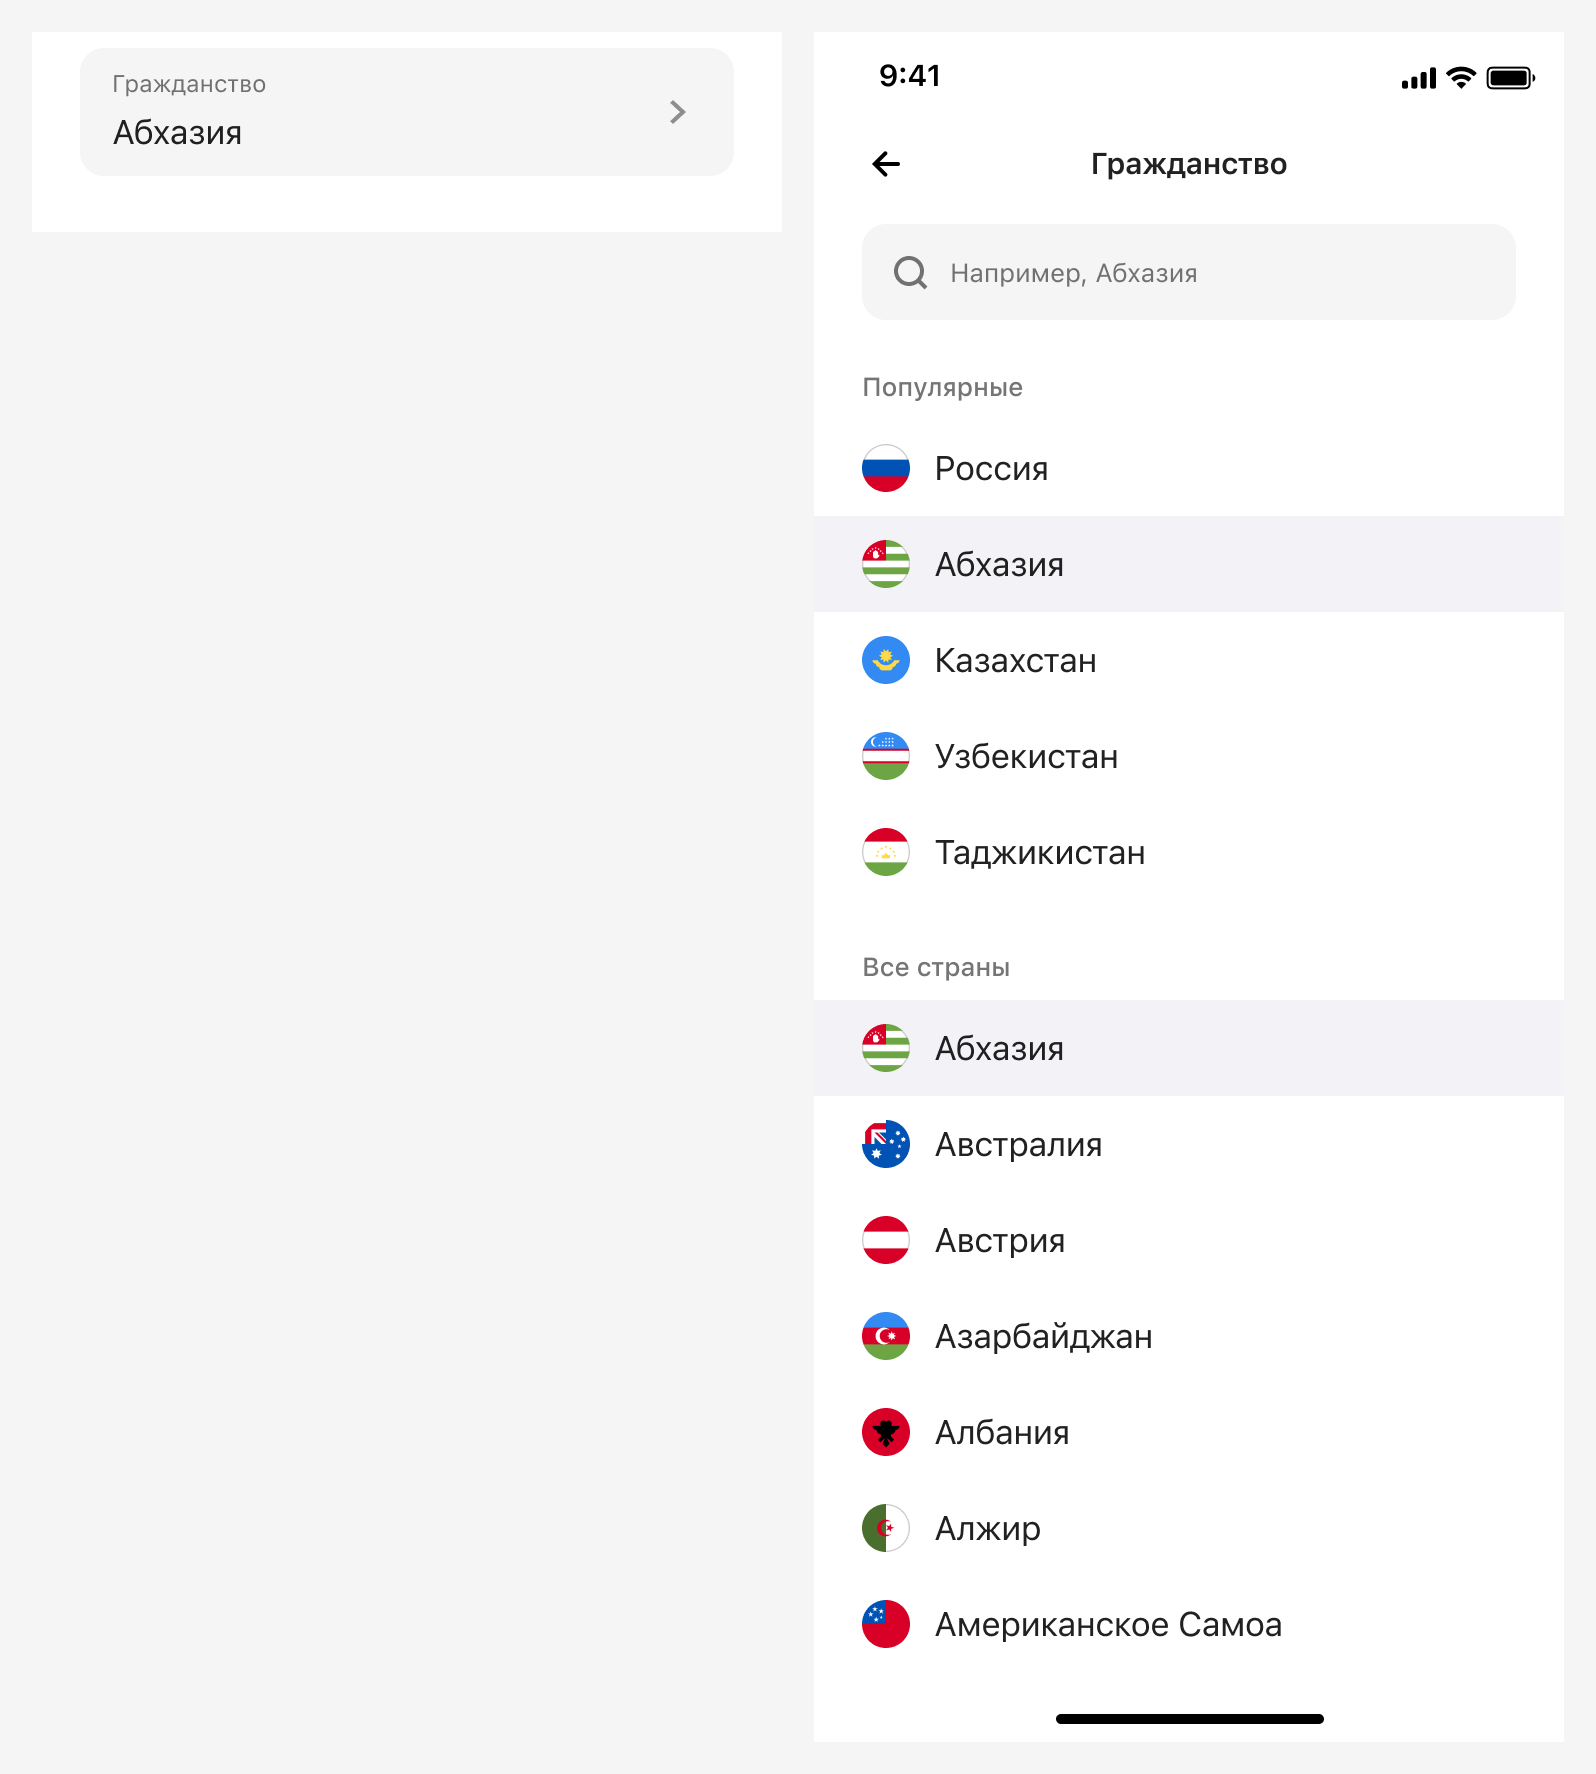 Гражданство
Абхазия
9:41
Гражданство
Например, Абхазия
Популярные
Россия
Абхазия
Казахстан
Узбекистан
Таджикистан
Все страны
Абхазия
Австралия
Австрия
Азарбайджан
Албания
Алжир
Американское Самоа